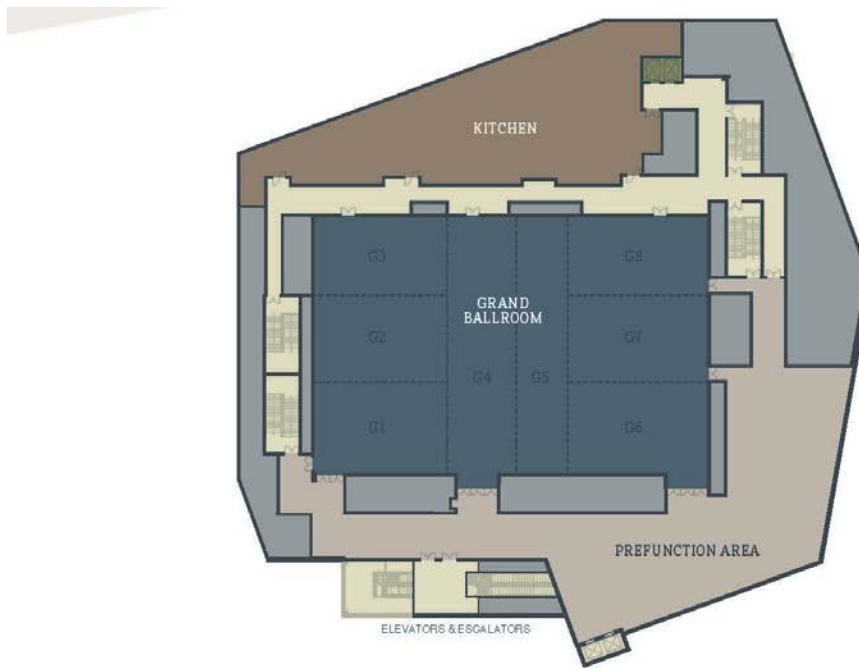 KITCHEN
G3
G8
GRAND
BALLROOM
G2
G7
G4
G5
G1
G6
PREFUNCTION AREA
ELEVATORS & ESCALATORS